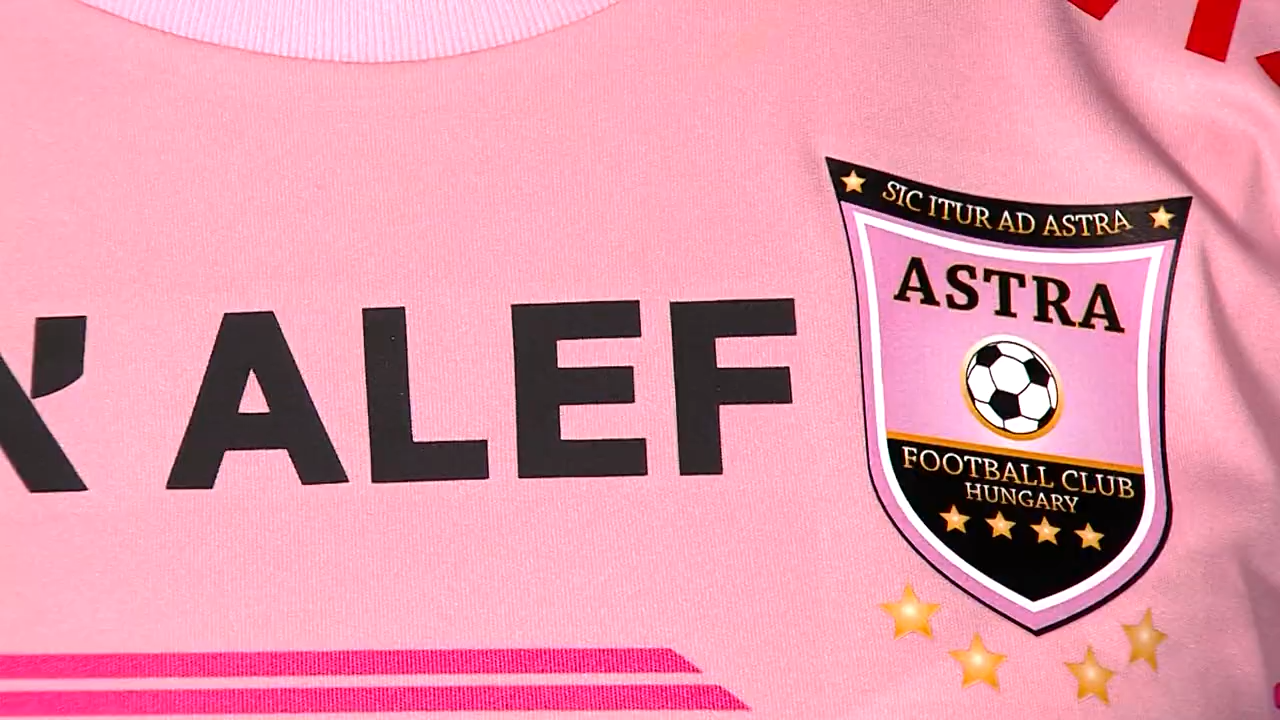 ALEF
SIC ITUR AD ASTRA
ASTRA
FOOTBALL CLUB
HUNGARY